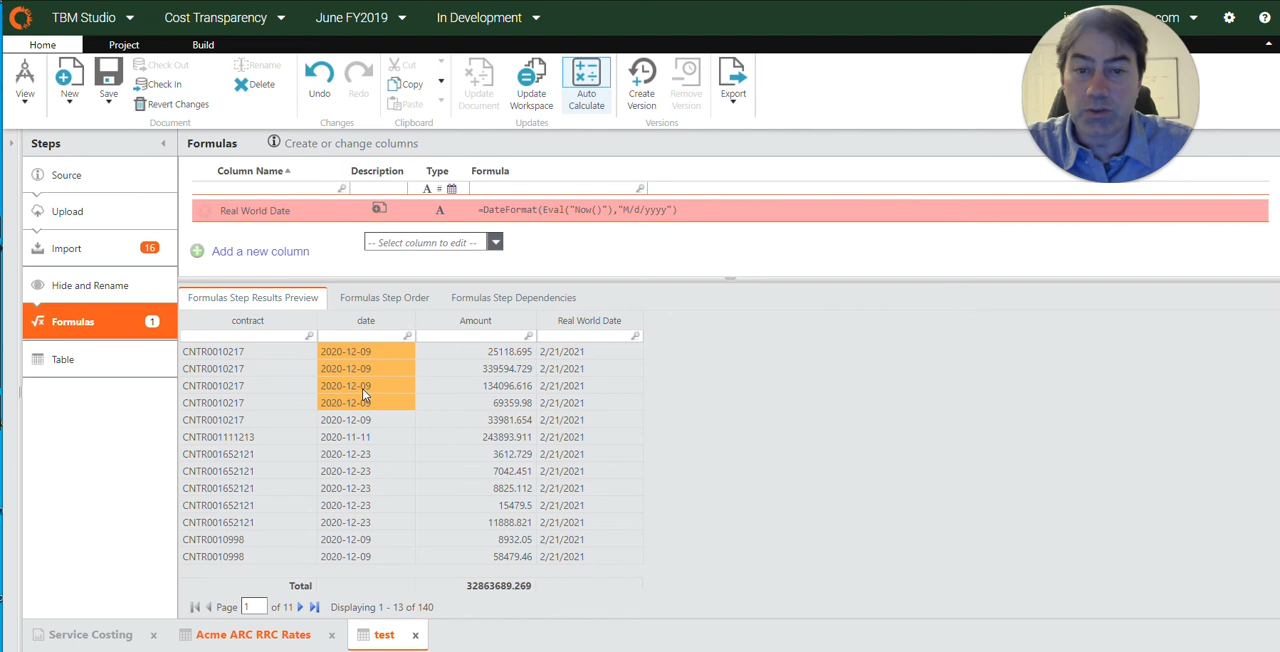 TBM Studio Cost Transparency June FY2019 In Development
Home Project Build
View
New
Save
Check Out
Check In
Revert Changes
Rename
Delete
Document
Undo
Redo
Changes
Cut
Copy
Paste
Clipboard
Update Document
Update Workspace
Auto Calculate
Updates
Create Version
Remove Version
Versions
Export
Steps
Source
Upload
Import 16
Hide and Rename
Formulas 1
Table
Formulas Create or change columns
Column Name Description Type Formula
A #
Real World Date A =DateFormat(Eval("Now()"),"M/d/yyyy")
Add a new column -- Select column to edit --
Formulas Step Results Preview Formulas Step Order Formulas Step Dependencies
contract date Amount Real World Date
CNTR0010217 2020-12-09 25118.695 2/21/2021
CNTR0010217 2020-12-09 339594.729 2/21/2021
CNTR0010217 2020-12-09 134096.616 2/21/2021
CNTR0010217 2020-12-09 69359.98 2/21/2021
CNTR0010217 2020-12-09 33981.654 2/21/2021
CNTR001111213 2020-11-11 243893.911 2/21/2021
CNTR001652121 2020-12-23 3612.729 2/21/2021
CNTR001652121 2020-12-23 7042.451 2/21/2021
CNTR001652121 2020-12-23 8825.112 2/21/2021
CNTR001652121 2020-12-23 15479.5 2/21/2021
CNTR001652121 2020-12-23 11888.821 2/21/2021
CNTR0010998 2020-12-09 8932.05 2/21/2021
CNTR0010998 2020-12-09 58479.46 2/21/2021
Total 32863689.269
Page 1 of 11 Displaying 1 - 13 of 140
Service Costing x Acme ARC RRC Rates x test x